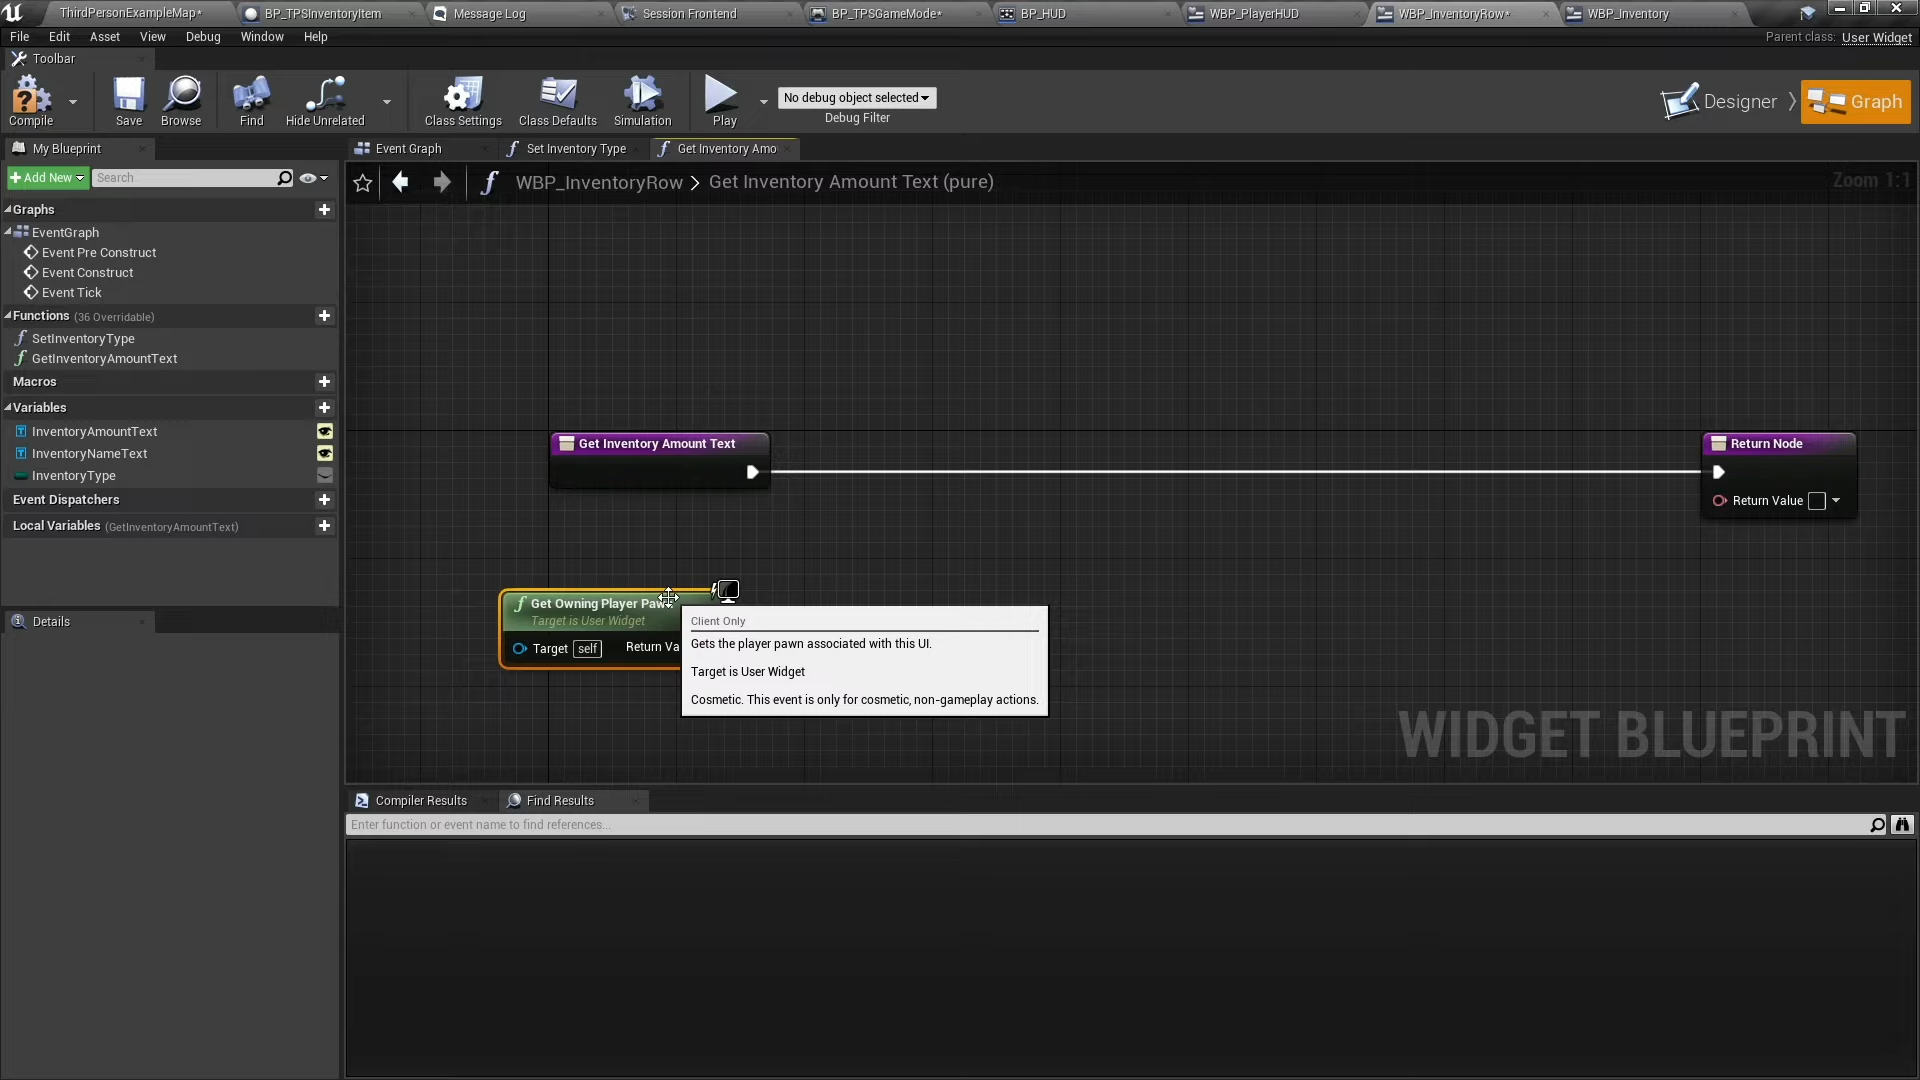 ThirdPersonExampleMap*
BP_TPSInventoryItem
Message Log
Session Frontend
BP_TPSGameMode*
BP_HUD
WBP_PlayerHUD
WBP_InventoryRow*
WBP_Inventory
File Edit Asset View Debug Window Help
Parent class: User Widget
Toolbar
Compile
Save
Browse
Find
Hide Unrelated
Class Settings
Class Defaults
Simulation
Play
No debug object selected
Debug Filter
Designer
Graph
My Blueprint
Event Graph
Set Inventory Type
Get Inventory Amo
Add New
Search
WBP_InventoryRow > Get Inventory Amount Text (pure)
Zoom 1:1
Graphs
EventGraph
Event Pre Construct
Event Construct
Event Tick
Functions (36 Overridable)
SetInventoryType
GetInventoryAmountText
Macros
Variables
InventoryAmountText
InventoryNameText
InventoryType
Event Dispatchers
Local Variables (GetInventoryAmountText)
Details
Get Inventory Amount Text
Return Node
Return Value
Get Owning Player Paw
Target is User Widget
Target self
Return Va
Client Only
Gets the player pawn associated with this UI.
Target is User Widget
Cosmetic. This event is only for cosmetic, non-gameplay actions.
WIDGET BLUEPRINT
Compiler Results
Find Results
Enter function or event name to find references...